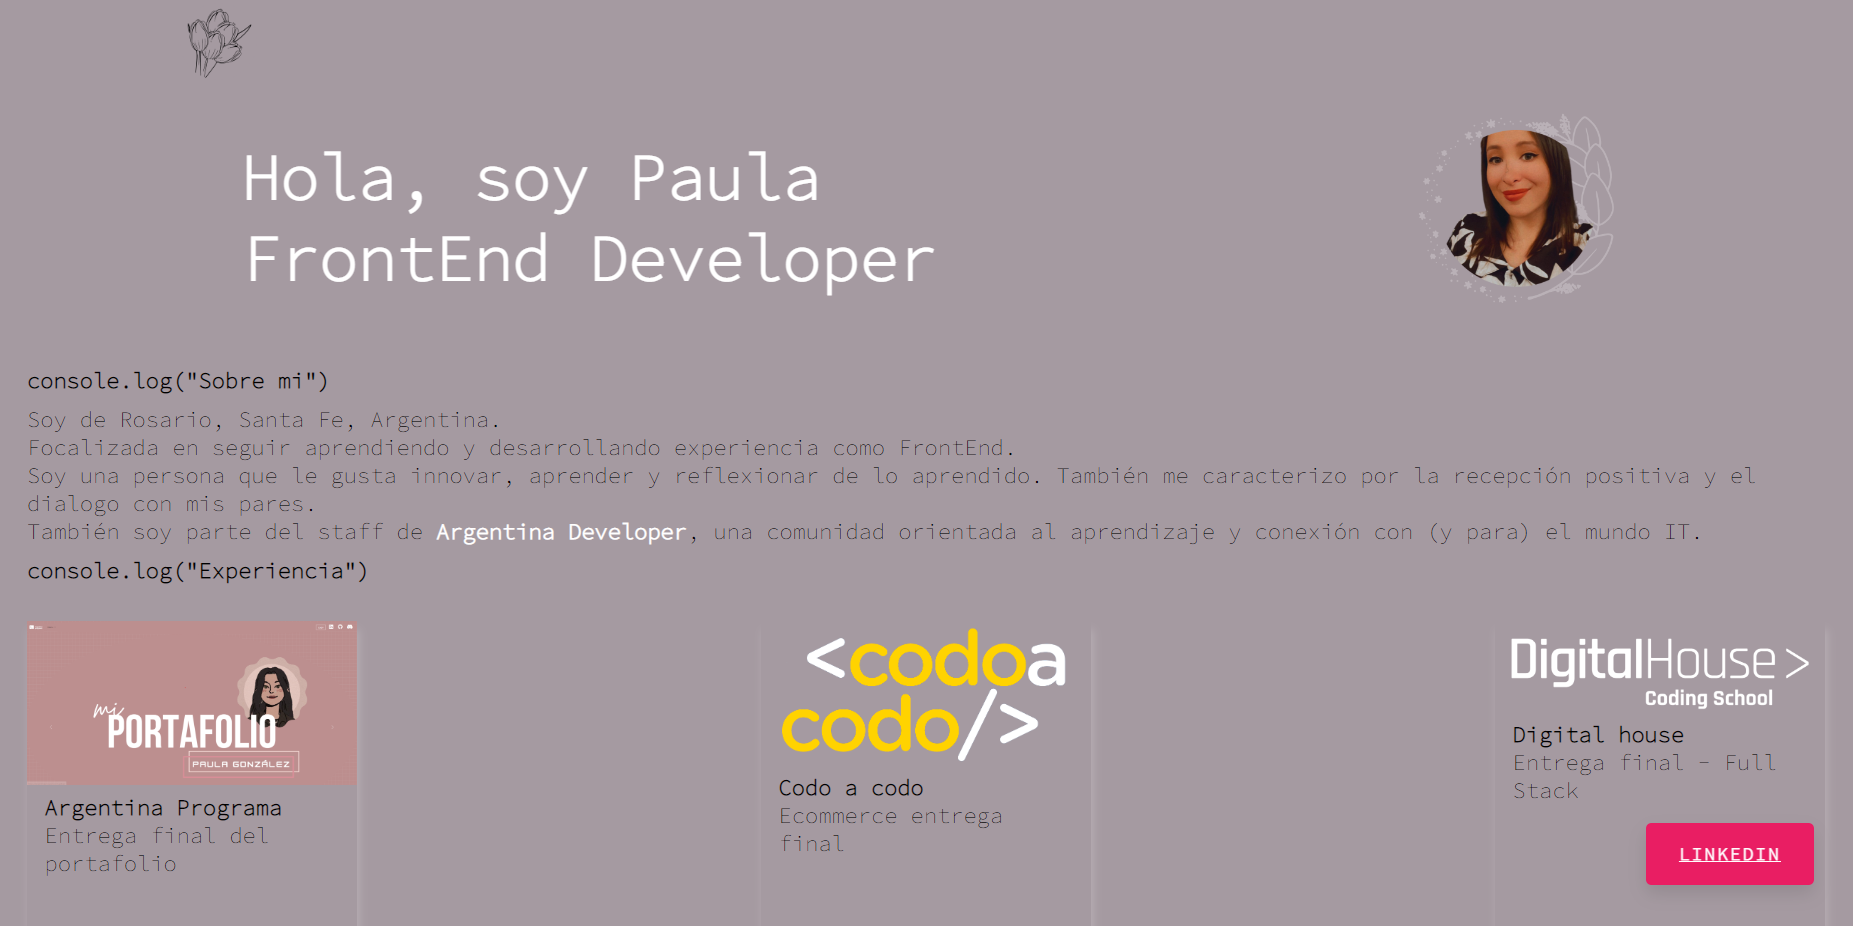 Hola, soy Paula
FrontEnd Developer
console.log("Sobre mi")
Soy de Rosario, Santa Fe, Argentina.
Focalizada en seguir aprendiendo y desarrollando experiencia como FrontEnd.
Soy una persona que le gusta innovar, aprender y reflexionar de lo aprendido. También me caracterizo por la recepción positiva y el
dialogo con mis pares.
También soy parte del staff de Argentina Developer, una comunidad orientada al aprendizaje y conexión con (y para) el mundo IT.
console.log("Experiencia")
mi
PORTAFOLIO
PAULA GONZÁLEZ
Argentina Programa
Entrega final del
portafolio
<codo a
codo/>
Codo a codo
Ecommerce entrega
final
DigitalHouse >
Coding School
Digital house
Entrega final - Full
Stack
LINKEDIN